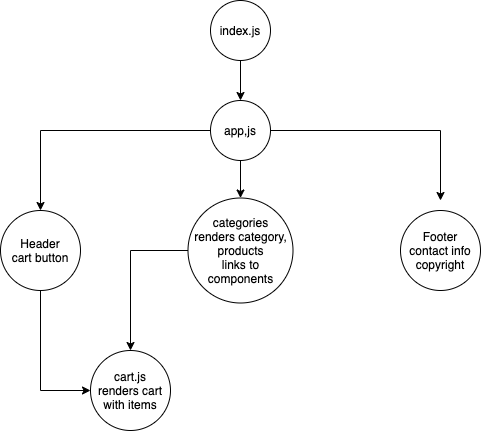 index.js
app,js
Header
cart button
categories
renders category,
products
links to
components
Footer
contact info
copyright
cart.js
renders cart
with items